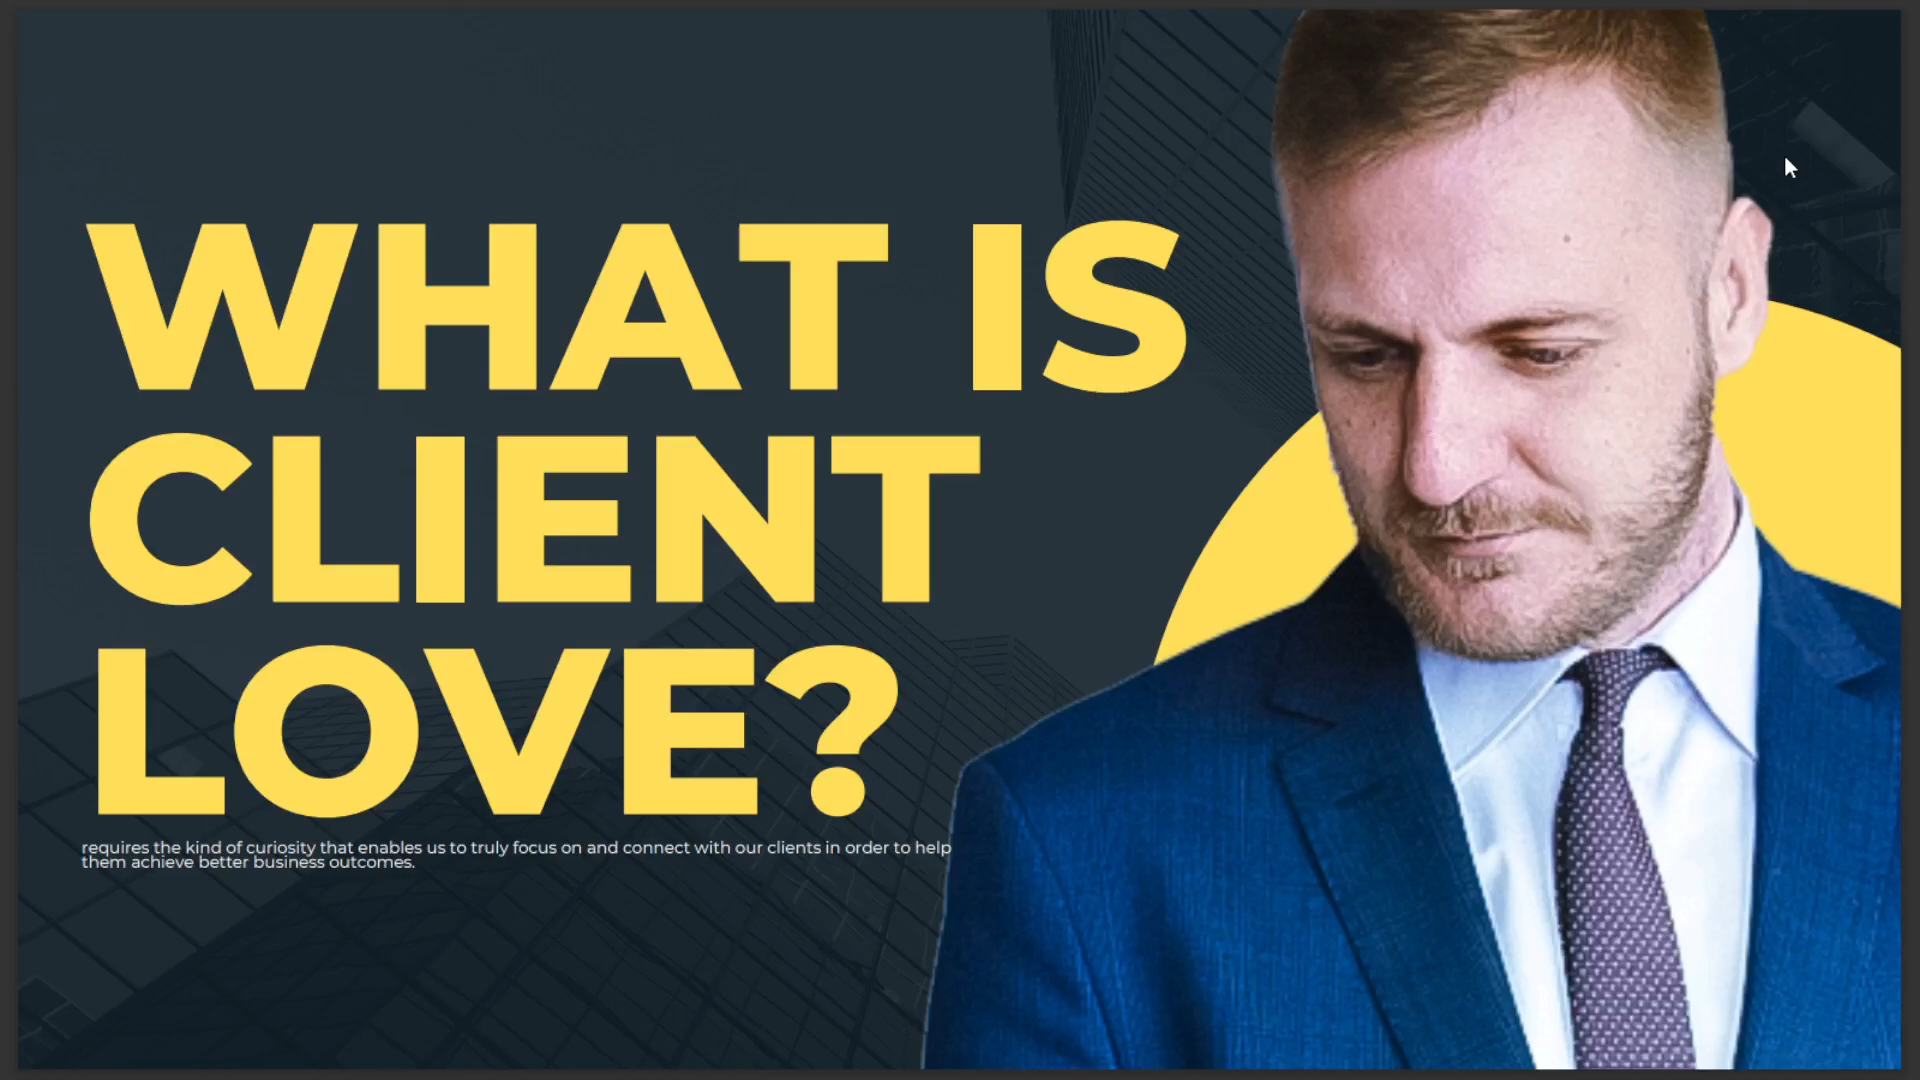 WHAT IS
CLIENT
LOVE?
requires the kind of curiosity that enables us to truly focus on and connect with our clients in order to help
them achieve better business outcomes.